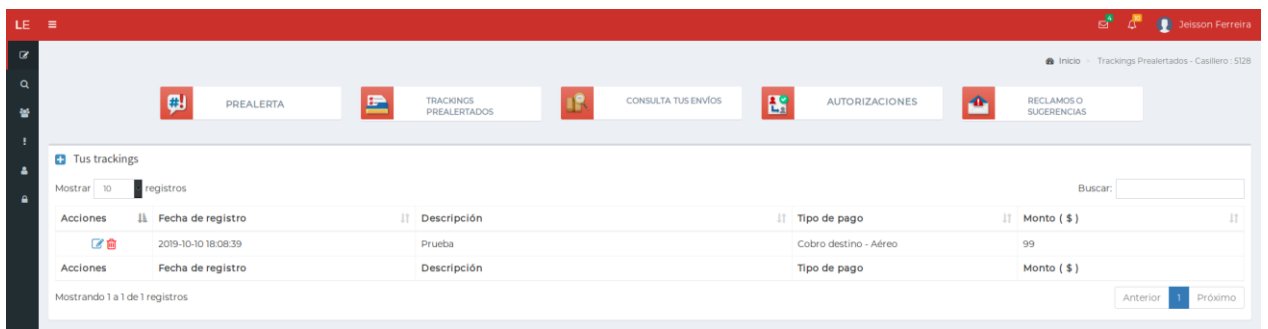 LE
4
10
Jeisson Ferreira
Inicio - Trackings Prealertados - Casillero : 5128
#!
PREALERTA
TRACKINGS
PREALERTADOS
CONSULTA TUS ENVÍOS
AUTORIZACIONES
RECLAMOS O
SUGERENCIAS
Tus trackings
Mostrar 10 registros
Buscar:
Acciones Fecha de registro Descripción Tipo de pago Monto ( $ )
2019-10-10 18:08:39 Prueba Cobro destino - Aéreo 99
Acciones Fecha de registro Descripción Tipo de pago Monto ( $ )
Mostrando 1 a 1 de 1 registros
Anterior 1 Próximo